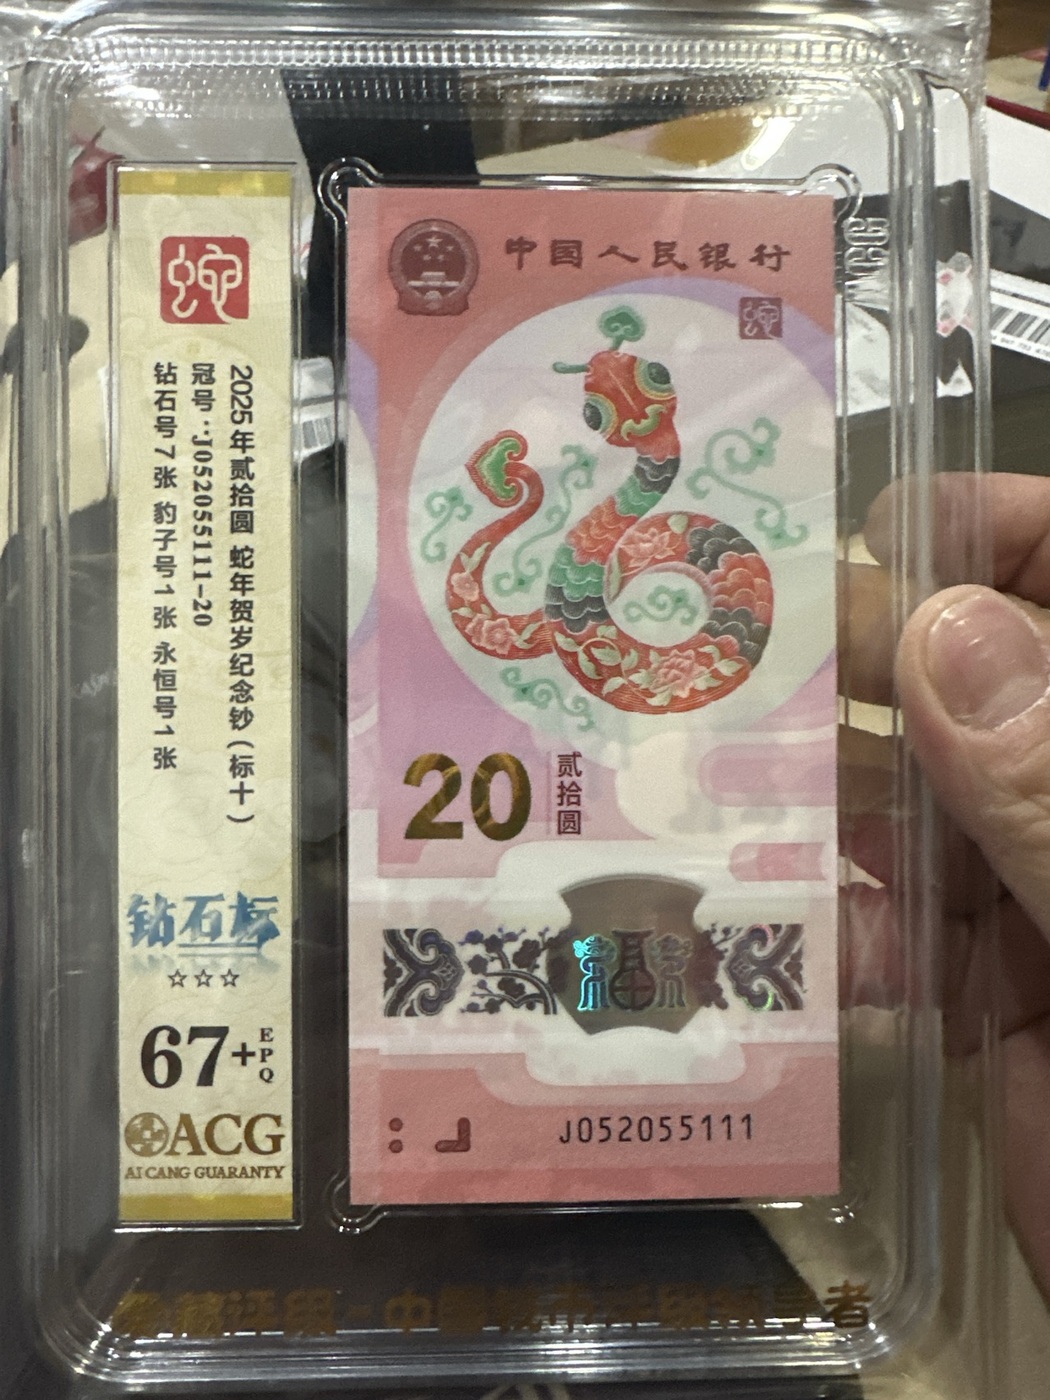 蛇
2025年贰拾圆 蛇年贺岁纪念钞(标十)
冠号:J052055111-20
钻石号7张 豹子号1张 永恒号1张
钻石标
☆☆☆
67+EPQ
ACG
AI CANG GUARANTY
中国人民银行
蛇
20
贰拾圆
福
J052055111
ACG